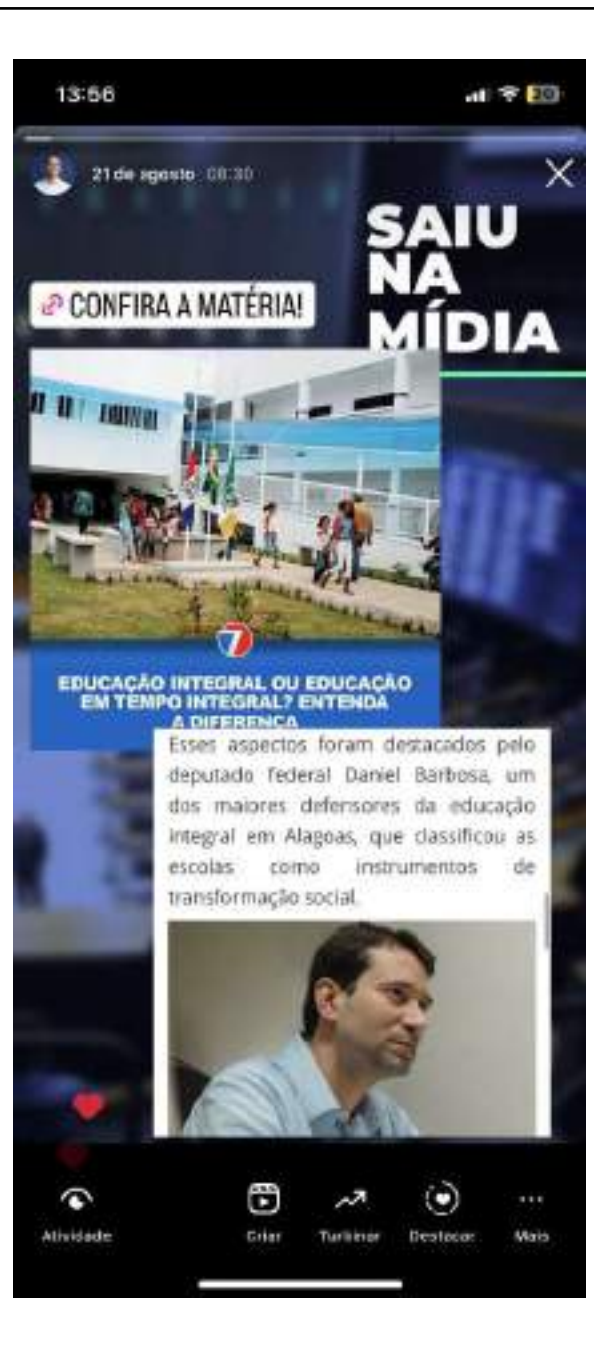 13:56
20
21 de agosto 08:30
SAIU
NA
MÍDIA
CONFIRA A MATÉRIA!
7
EDUCAÇÃO INTEGRAL OU EDUCAÇÃO
EM TEMPO INTEGRAL? ENTENDA
A DIFERENÇA
Esses aspectos foram destacados pelo
deputado federal Daniel Barbosa, um
dos maiores defensores da educação
integral em Alagoas, que classificou as
escolas como instrumentos de
transformação social.
Atividade
Criar
Turbinar
Destacar
Mais